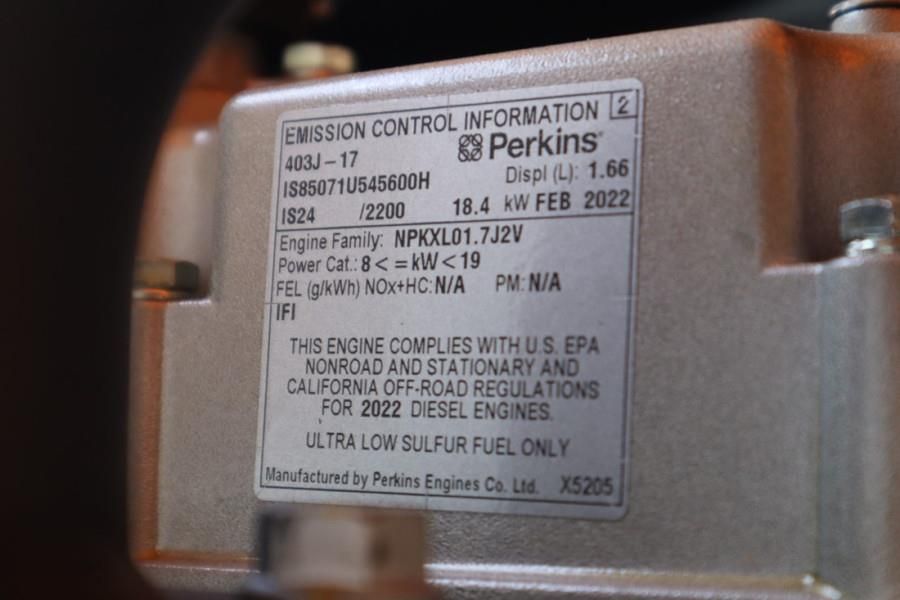 EMISSION CONTROL INFORMATION 2
403J-17 Perkins
IS85071U545600H Displ (L): 1.66
IS24 /2200 18.4 kW FEB 2022
Engine Family: NPKXL01.7J2V
Power Cat.: 8 < = kW < 19
FEL (g/kWh) NOx+HC: N/A PM: N/A
IFI
THIS ENGINE COMPLIES WITH U.S. EPA
NONROAD AND STATIONARY AND
CALIFORNIA OFF-ROAD REGULATIONS
FOR 2022 DIESEL ENGINES.
ULTRA LOW SULFUR FUEL ONLY
Manufactured by Perkins Engines Co. Ltd. X5205